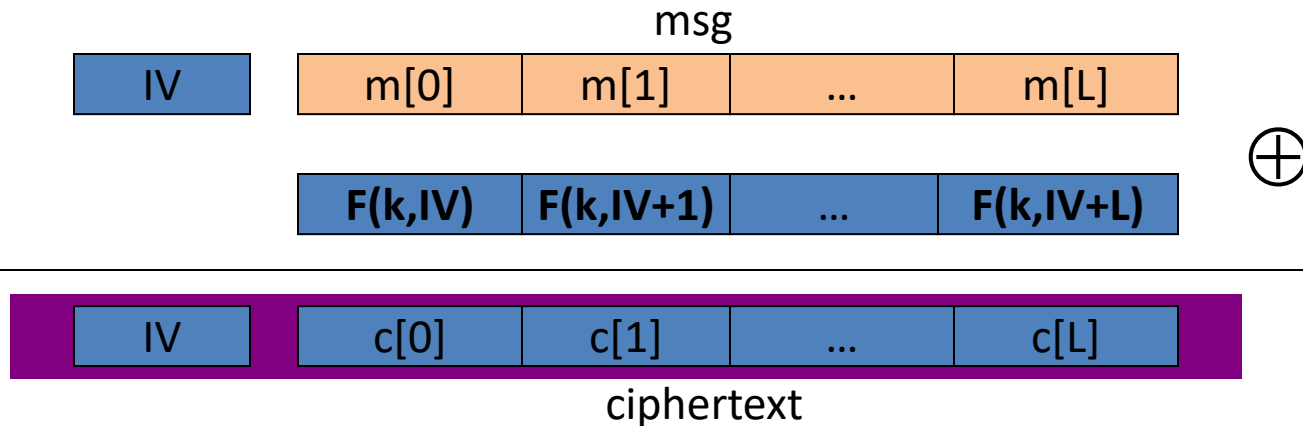 msg
IV m[0] m[1] … m[L]
⊕
F(k,IV) F(k,IV+1) … F(k,IV+L)
IV c[0] c[1] … c[L]
ciphertext